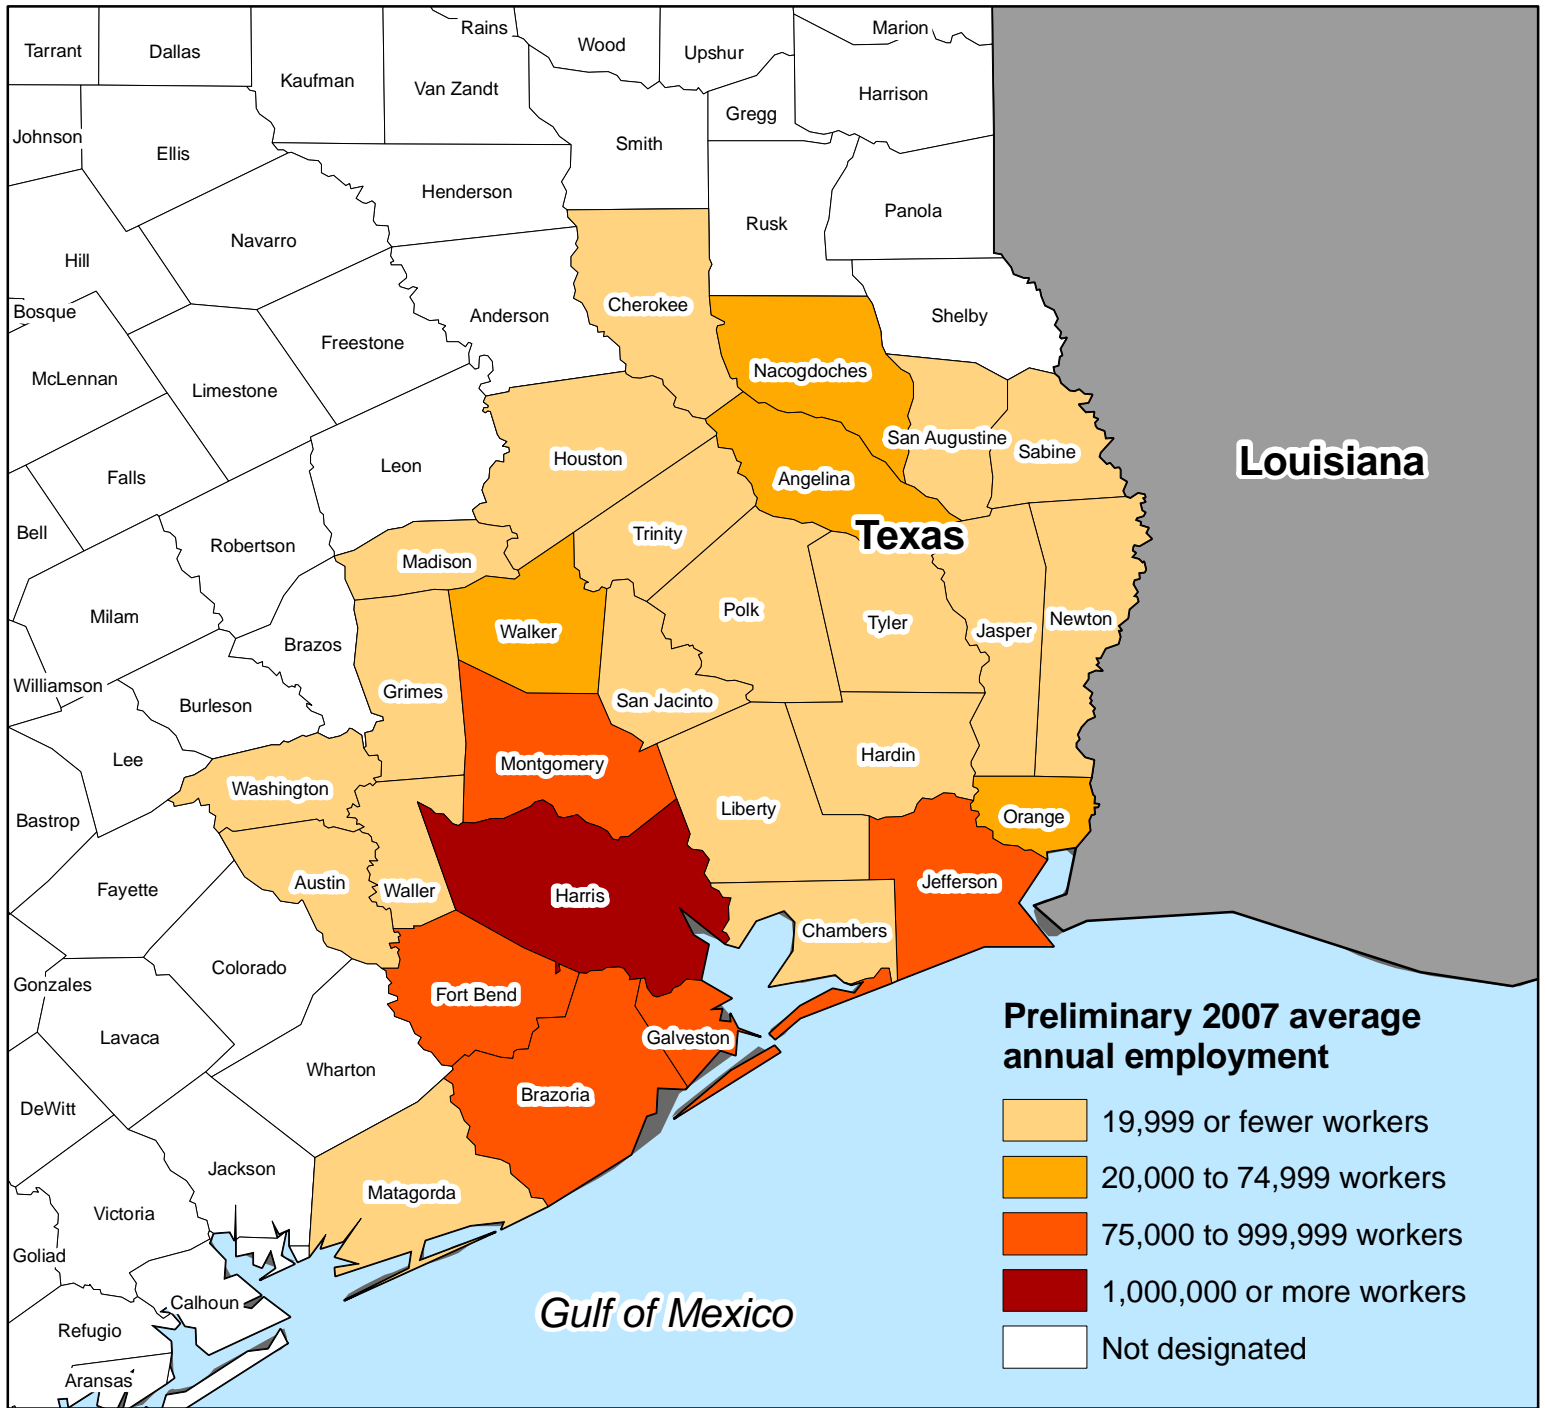 Rains
Marion
Tarrant
Dallas
Wood
Upshur
Kaufman
Van Zandt
Harrison
Gregg
Johnson
Ellis
Smith
Henderson
Panola
Rusk
Navarro
Hill
Cherokee
Bosque
Anderson
Shelby
Freestone
Nacogdoches
McLennan
Limestone
San Augustine
Sabine
Houston
Louisiana
Leon
Falls
Angelina
Bell
Trinity
Texas
Robertson
Madison
Polk
Milam
Walker
Tyler
Jasper
Newton
Brazos
Williamson
Grimes
San Jacinto
Burleson
Lee
Montgomery
Hardin
Washington
Liberty
Orange
Bastrop
Fayette
Austin
Waller
Harris
Jefferson
Chambers
Colorado
Gonzales
Fort Bend
Lavaca
Galveston
Wharton
Brazoria
DeWitt
Jackson
Matagorda
Victoria
Goliad
Calhoun
Refugio
Aransas
Gulf of Mexico
Preliminary 2007 average
annual employment
19,999 or fewer workers
20,000 to 74,999 workers
75,000 to 999,999 workers
1,000,000 or more workers
Not designated